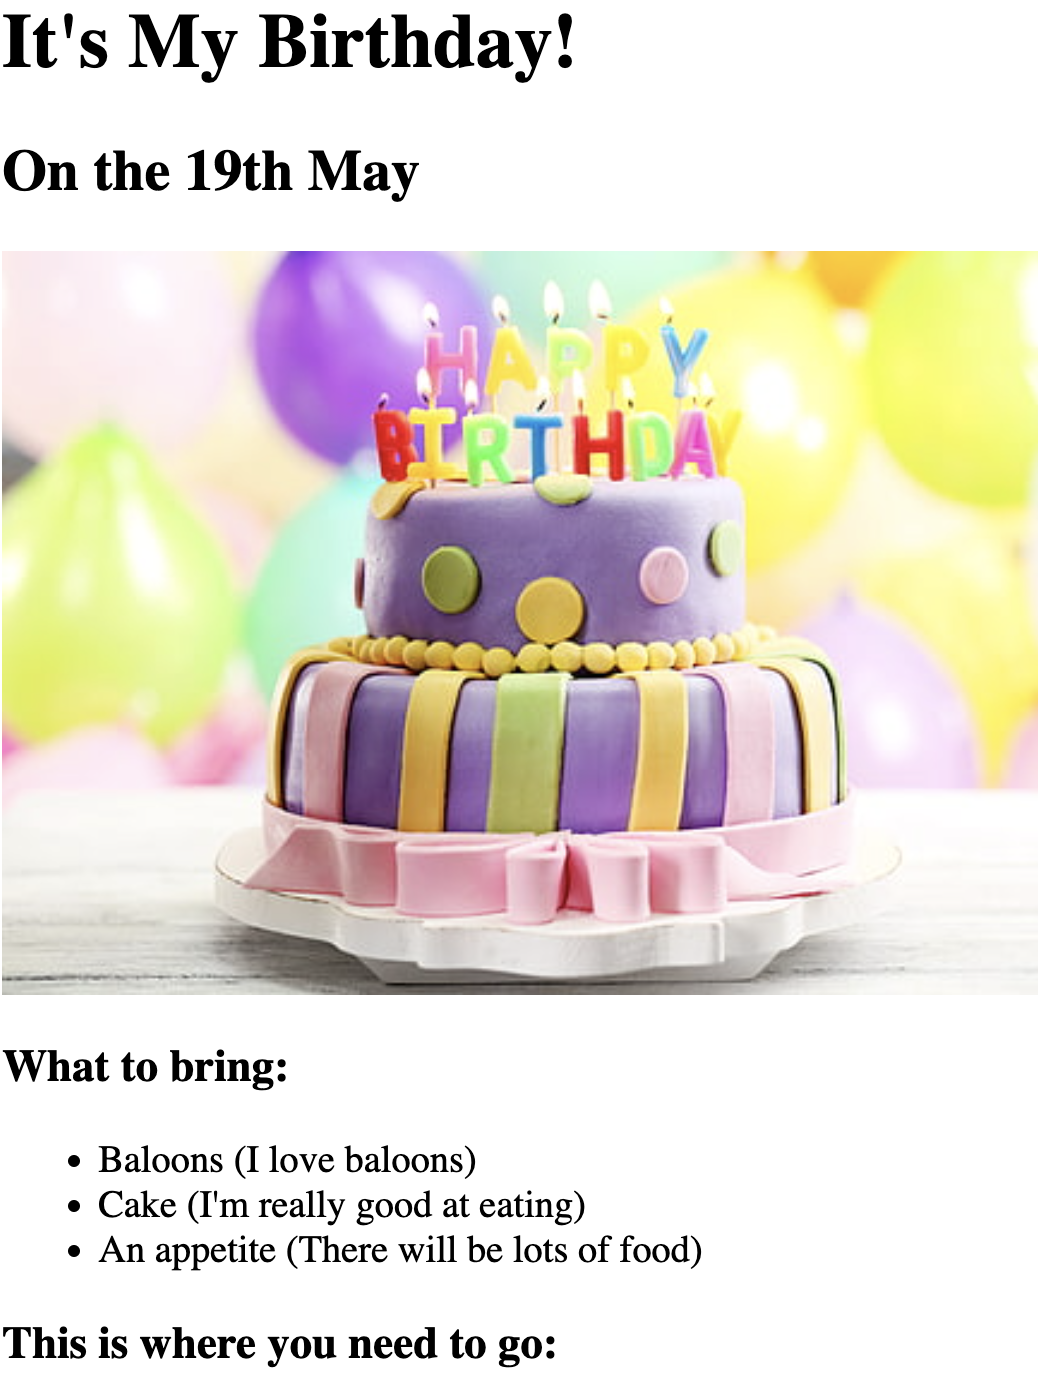 It's My Birthday!
On the 19th May
HAPPY
BIRTHDAY
What to bring:
• Baloons (I love baloons)
• Cake (I'm really good at eating)
• An appetite (There will be lots of food)
This is where you need to go: